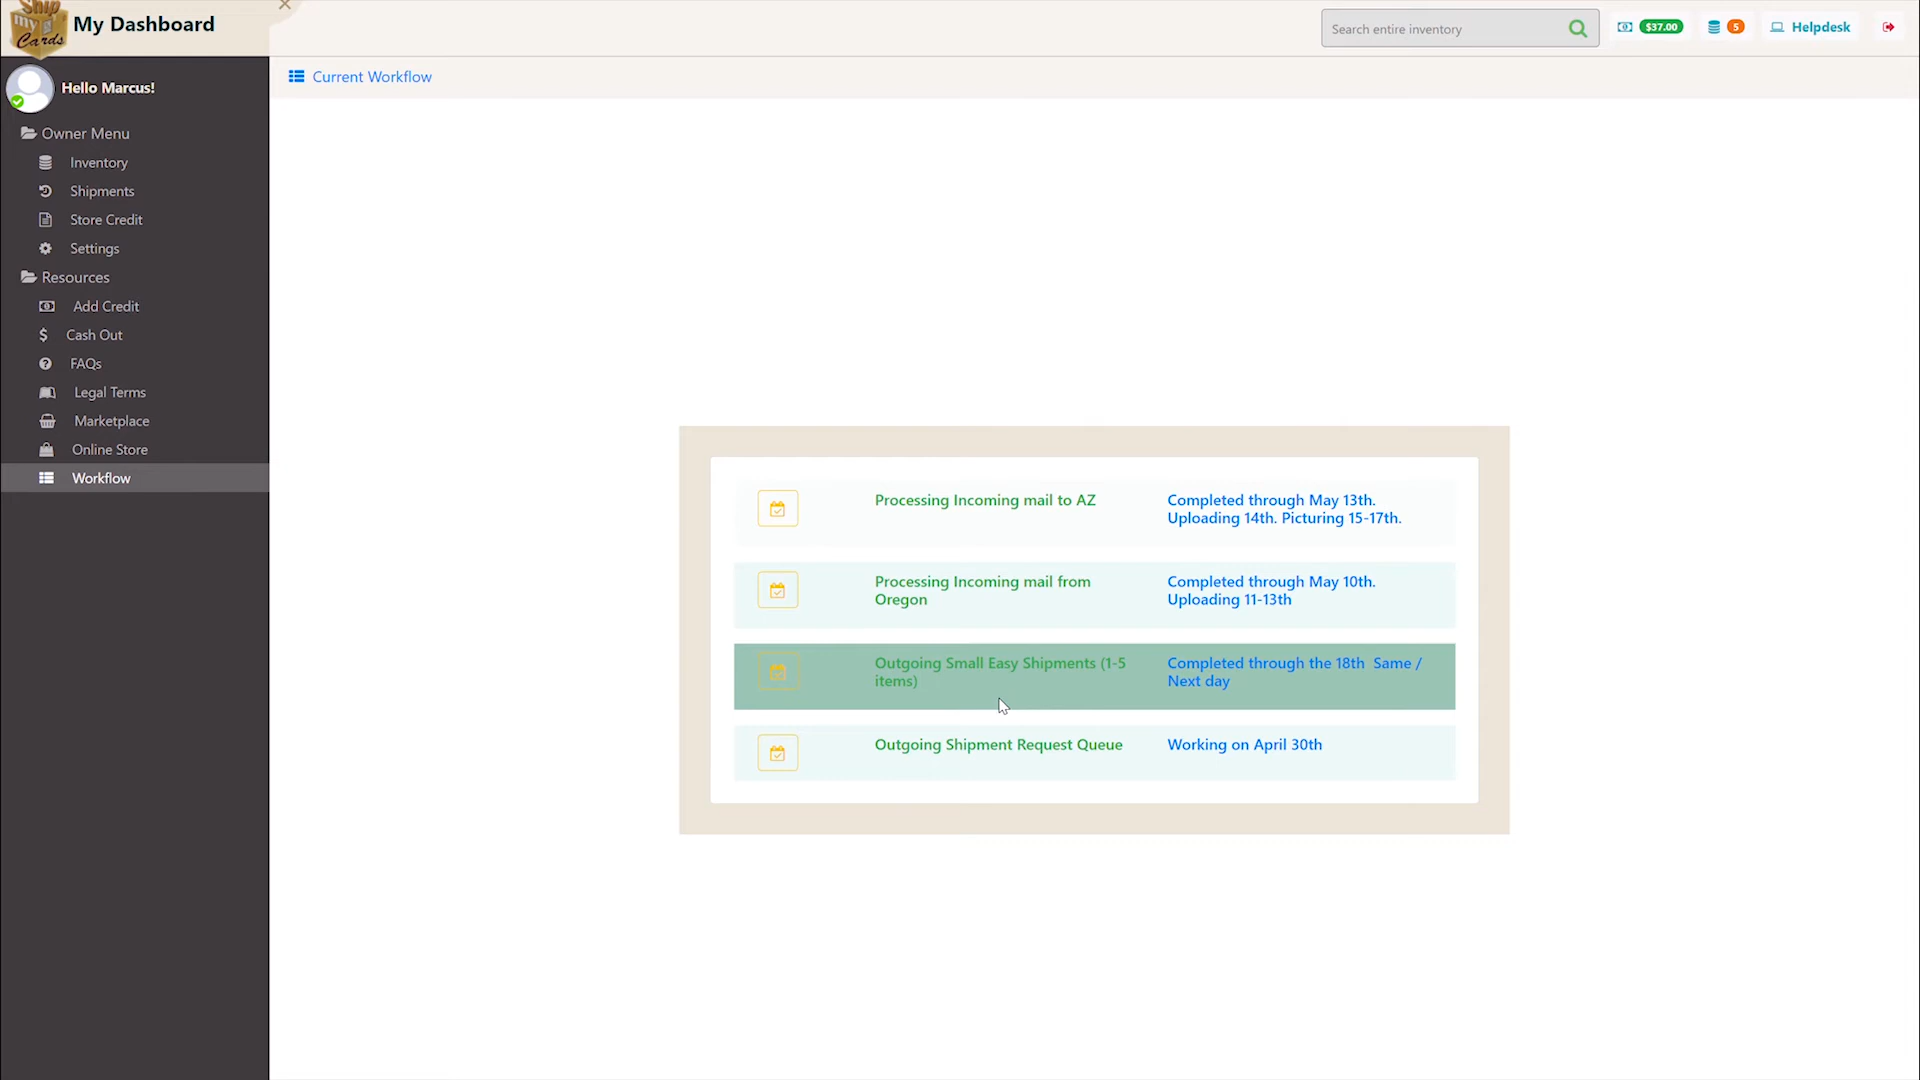 Ship
my
Cards
My Dashboard
Search entire inventory
$37.00
5
Helpdesk
Hello Marcus!
Current Workflow
Owner Menu
Inventory
Shipments
Store Credit
Settings
Resources
Add Credit
Cash Out
FAQs
Legal Terms
Marketplace
Online Store
Workflow
Processing Incoming mail to AZ
Completed through May 13th.
Uploading 14th. Picturing 15-17th.
Processing Incoming mail from
Oregon
Completed through May 10th.
Uploading 11-13th
Outgoing Small Easy Shipments (1-5
items)
Completed through the 18th  Same /
Next day
Outgoing Shipment Request Queue
Working on April 30th